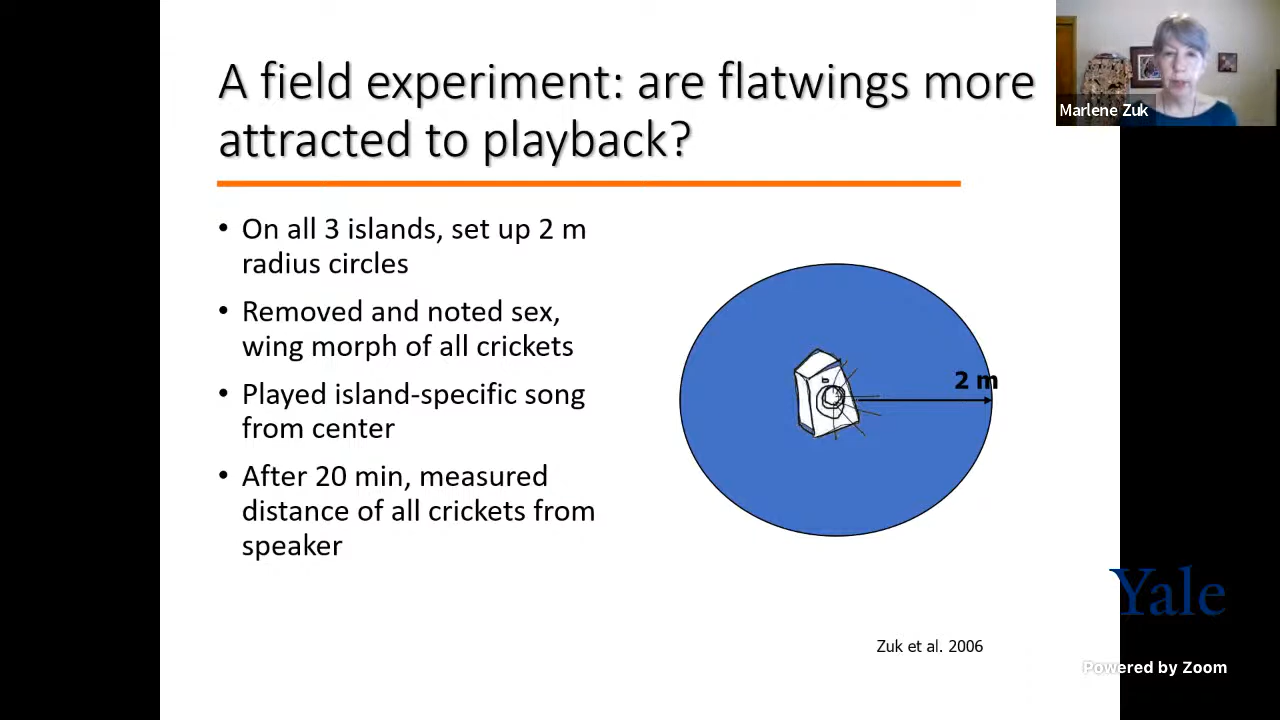 A field experiment: are flatwings more
attracted to playback?
Marlene Zuk
• On all 3 islands, set up 2 m
radius circles
• Removed and noted sex,
wing morph of all crickets
• Played island-specific song
from center
• After 20 min, measured
distance of all crickets from
speaker
2 m
Zuk et al. 2006
Yale
Powered by Zoom